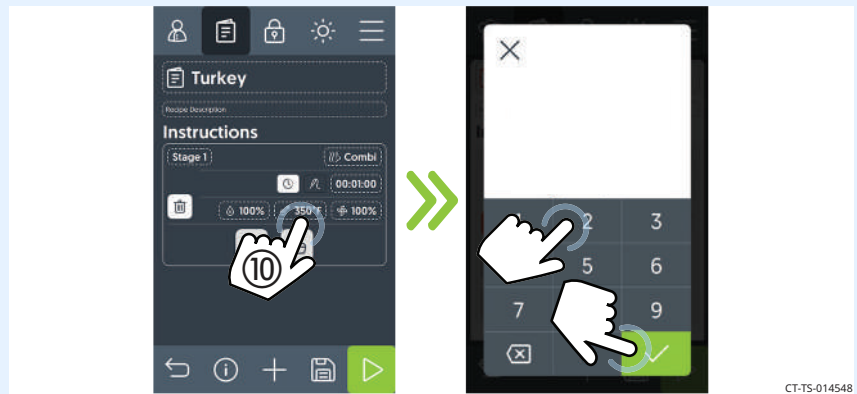 Turkey
Recipe Description
Instructions
Stage 1
Combi
00:01:00
100%
350°F
100%
10
2
3
5
6
7
9
CT-TS-014548